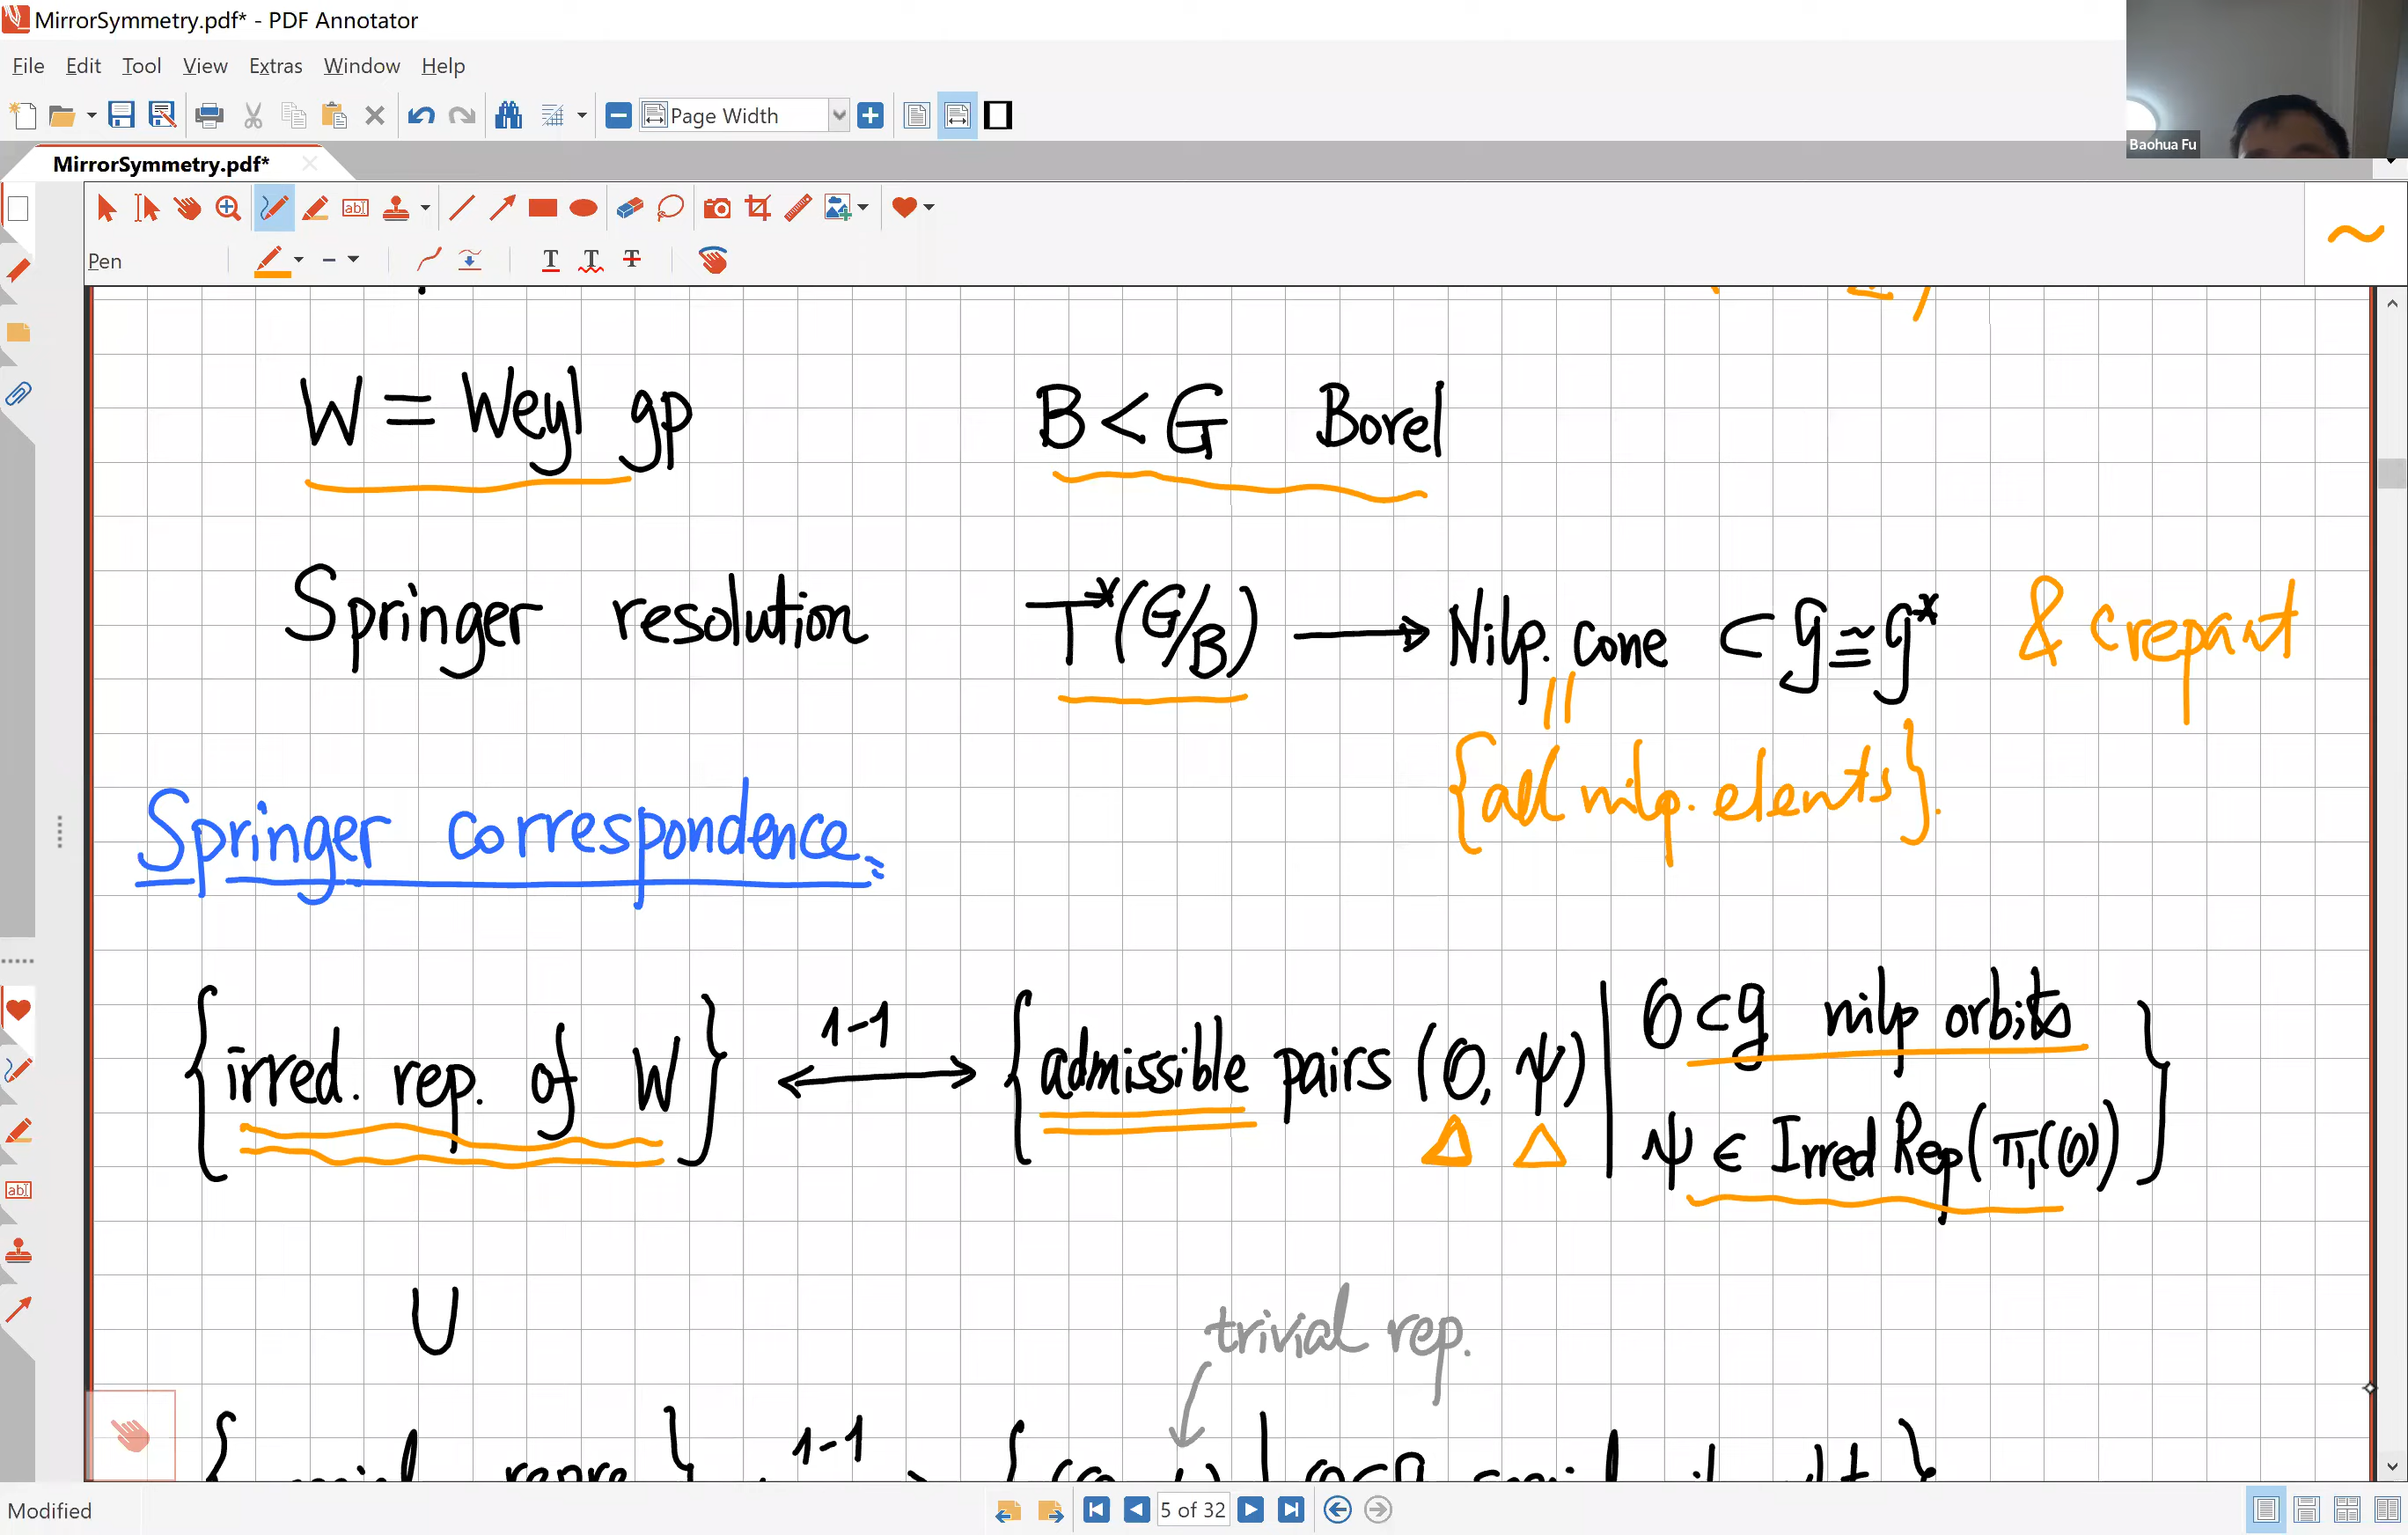 MirrorSymmetry.pdf* - PDF Annotator
File Edit Tool View Extras Window Help
Page Width
Baohua Fu
MirrorSymmetry.pdf*
Pen
W = Weyl gp B < G Borel
Springer resolution T*(G/B) ⟶ Nilp. cone ⊂ g ≅ g* & crepant
||
{all nilp. elemts}.
Springer correspondence:
{irred. rep. of W} ⟷ 1-1 {admissible pairs (O, ψ) | O ⊂ g nilp orbits
ψ ∈ Irred Rep(π₁(O))}
∪
trivial rep.
1-1
Modified
5 of 32